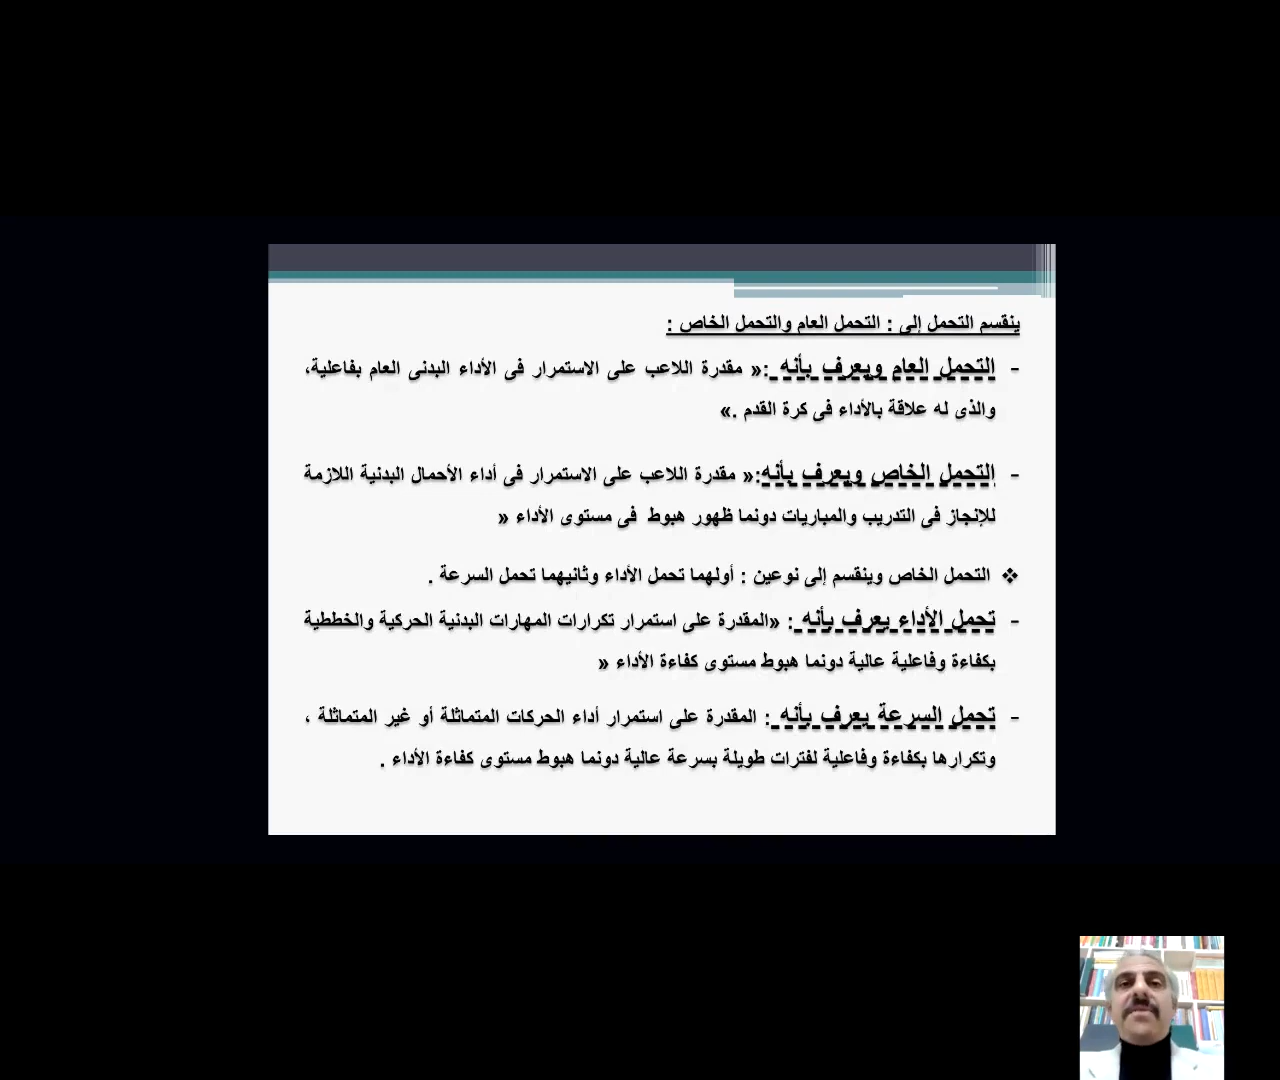 ينقسم التحمل إلى : التحمل العام والتحمل الخاص :
- التحمل العام ويعرف بأنه :« مقدرة اللاعب على الاستمرار فى الأداء البدنى العام بفاعلية،
والذى له علاقة بالأداء فى كرة القدم .»
- التحمل الخاص ويعرف بأنه:« مقدرة اللاعب على الاستمرار فى أداء الأحمال البدنية اللازمة
للإنجاز فى التدريب والمباريات دونما ظهور هبوط فى مستوى الأداء «
❖ التحمل الخاص وينقسم إلى نوعين : أولهما تحمل الأداء وثانيهما تحمل السرعة .
- تحمل الأداء يعرف بأنه : «المقدرة على استمرار تكرارات المهارات البدنية الحركية والخططية
بكفاءة وفاعلية عالية دونما هبوط مستوى كفاءة الأداء «
- تحمل السرعة يعرف بأنه : المقدرة على استمرار أداء الحركات المتماثلة أو غير المتماثلة ،
وتكرارها بكفاءة وفاعلية لفترات طويلة بسرعة عالية دونما هبوط مستوى كفاءة الأداء .